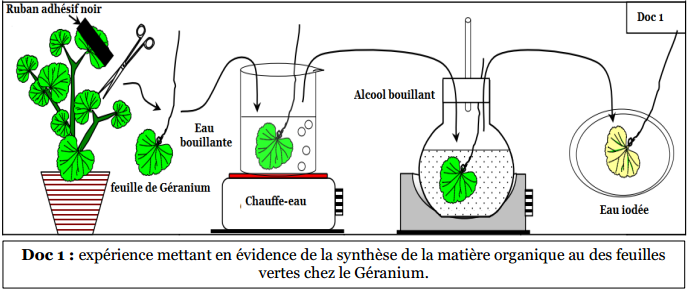 Ruban adhésif noir
Doc 1
Alcool bouillant
Eau
bouillante
feuille de Géranium
Chauffe-eau
Eau iodée
Doc 1 : expérience mettant en évidence de la synthèse de la matière organique au des feuilles
vertes chez le Géranium.